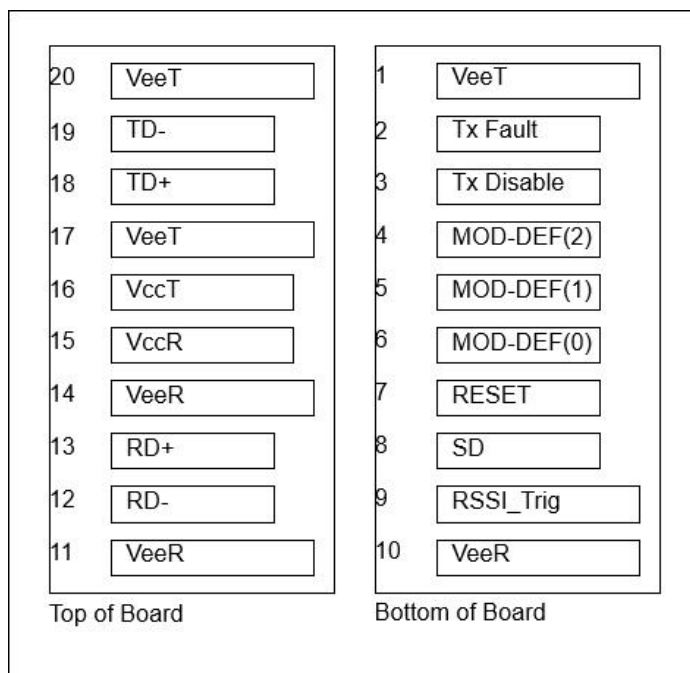 20 VeeT
19 TD-
18 TD+
17 VeeT
16 VccT
15 VccR
14 VeeR
13 RD+
12 RD-
11 VeeR
Top of Board
1 VeeT
2 Tx Fault
3 Tx Disable
4 MOD-DEF(2)
5 MOD-DEF(1)
6 MOD-DEF(0)
7 RESET
8 SD
9 RSSI_Trig
10 VeeR
Bottom of Board